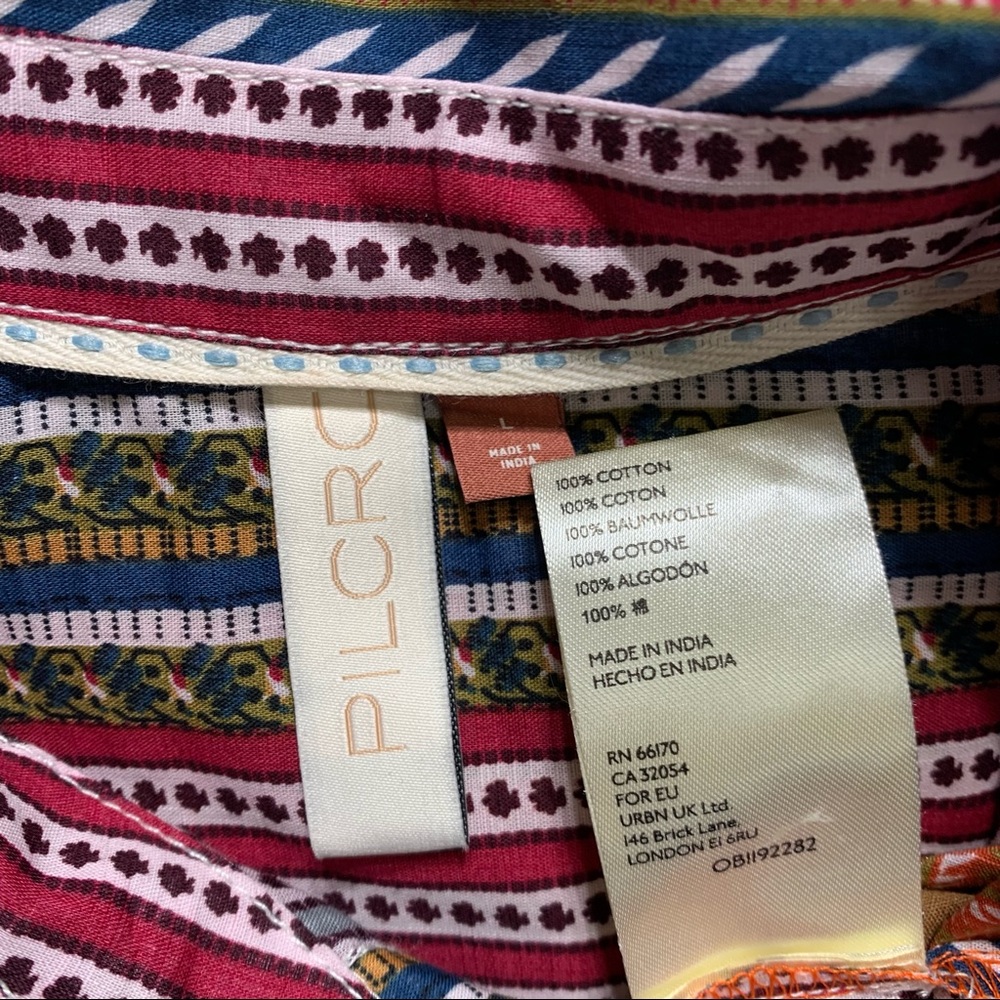 PILCRO
L
MADE IN
INDIA
100% COTTON
100% COTON
100% BAUMWOLLE
100% COTONE
100% ALGODÓN
100% 棉
MADE IN INDIA
HECHO EN INDIA
RN 66170
CA 32054
FOR EU
URBN UK Ltd.
146 Brick Lane,
LONDON E1 6RU
OB1192282